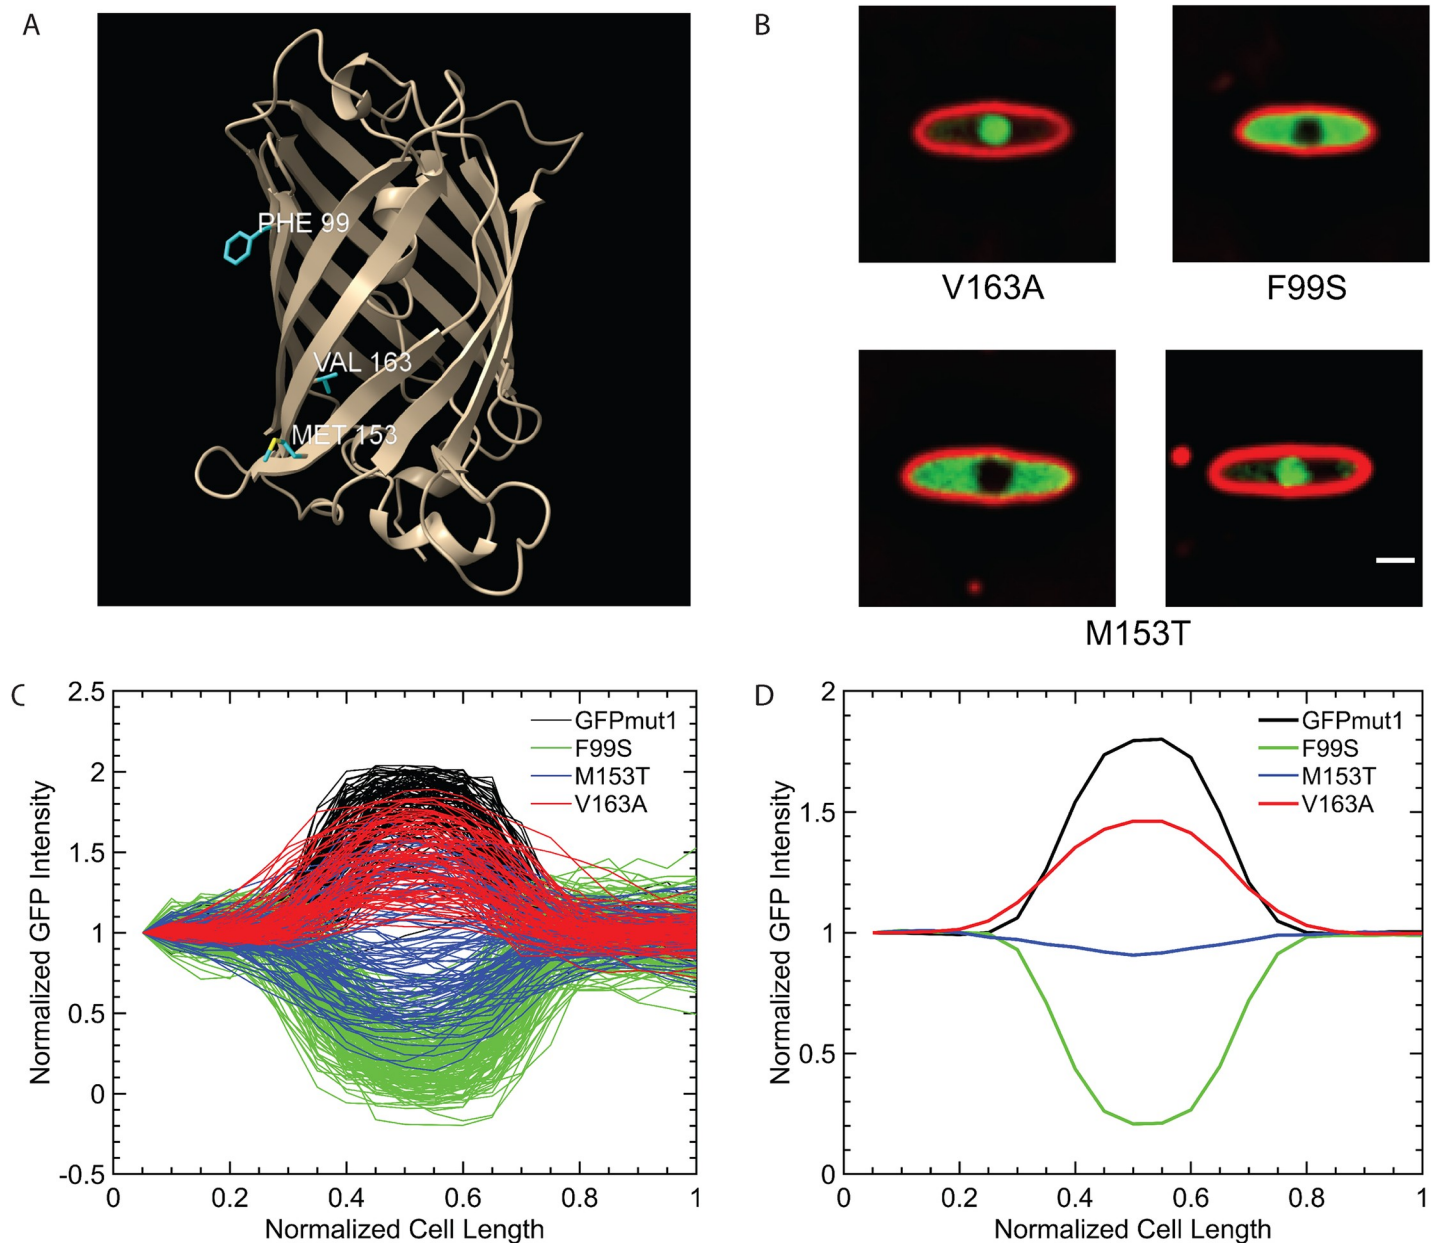 A
PHE 99
VAL 163
MET 153
B
V163A
F99S
M153T
C
2.5
2
1.5
1
0.5
0
-0.5
Normalized GFP Intensity
GFPmut1
F99S
M153T
V163A
0
0.2
0.4
0.6
0.8
1
Normalized Cell Length
D
2
1.5
1
0.5
0
Normalized GFP Intensity
GFPmut1
F99S
M153T
V163A
0
0.2
0.4
0.6
0.8
1
Normalized Cell Length